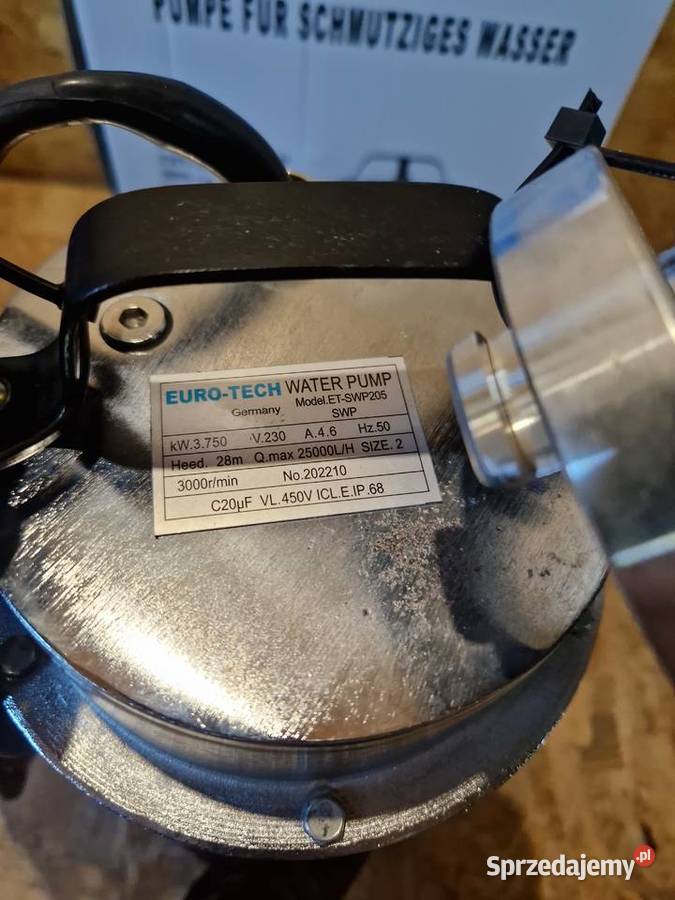 PUMPE FÜR SCHMUTZIGES WASSER
EURO-TECH WATER PUMP
Germany Model.ET-SWP205
SWP
kW.3.750 V.230 A.4.6 Hz.50
Heed. 28m Q.max 25000L/H SIZE. 2
3000r/min No.202210
C20µF VL.450V ICL.E.IP.68
Sprzedajemy.pl